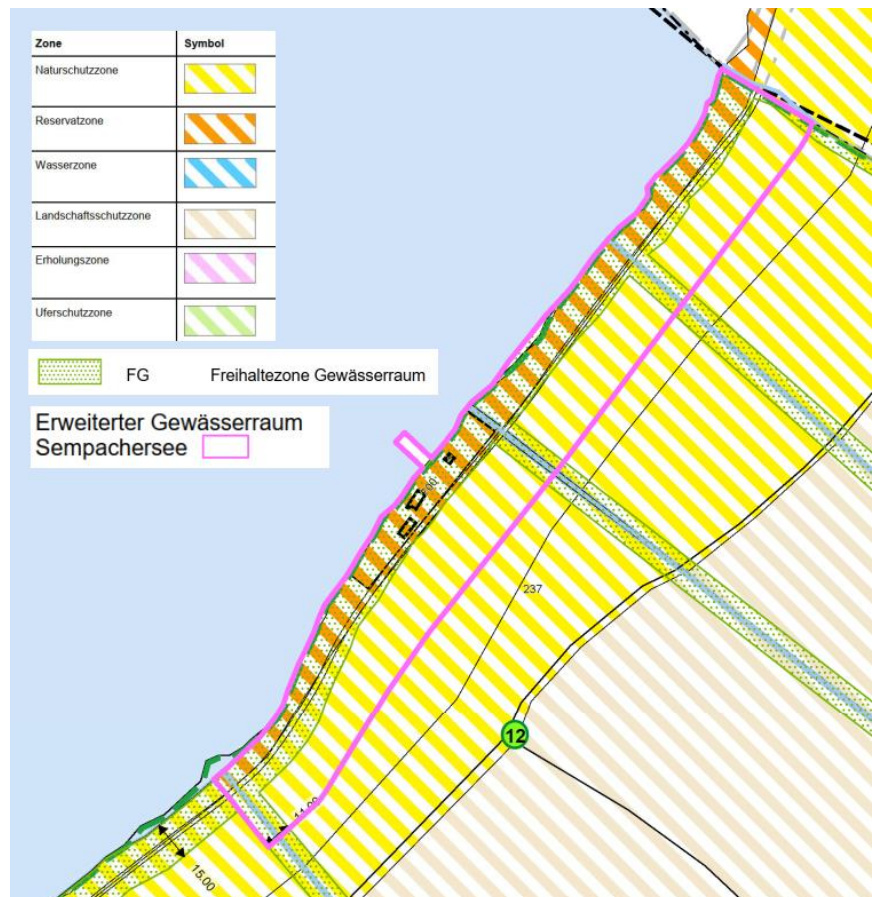 Zone Symbol
Naturschutzzone
Reservatzone
Wasserzone
Landschaftsschutzzone
Erholungszone
Uferschutzzone
FG Freihaltezone Gewässerraum
Erweiterter Gewässerraum
Sempachersee
237
12
15.00